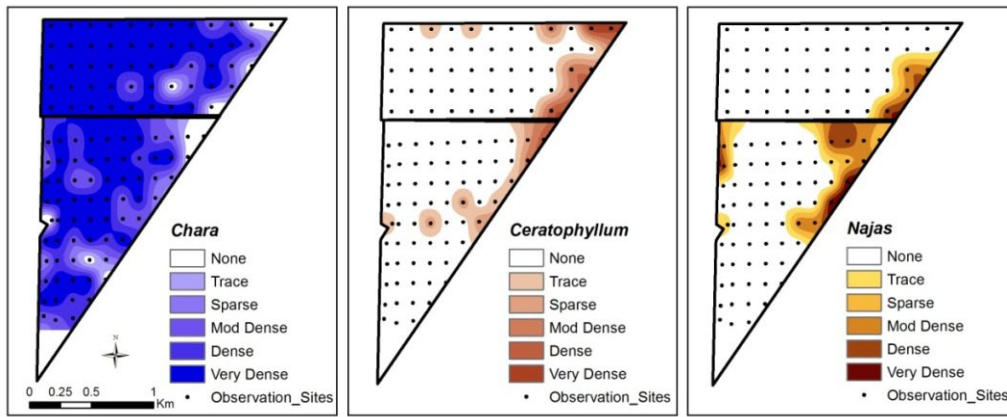 Chara
None
Trace
Sparse
Mod Dense
Dense
Very Dense
Observation_Sites
N
0 0.25 0.5 1
Km
Ceratophyllum
None
Trace
Sparse
Mod Dense
Dense
Very Dense
Observation_Sites
Najas
None
Trace
Sparse
Mod Dense
Dense
Very Dense
Observation_Sites